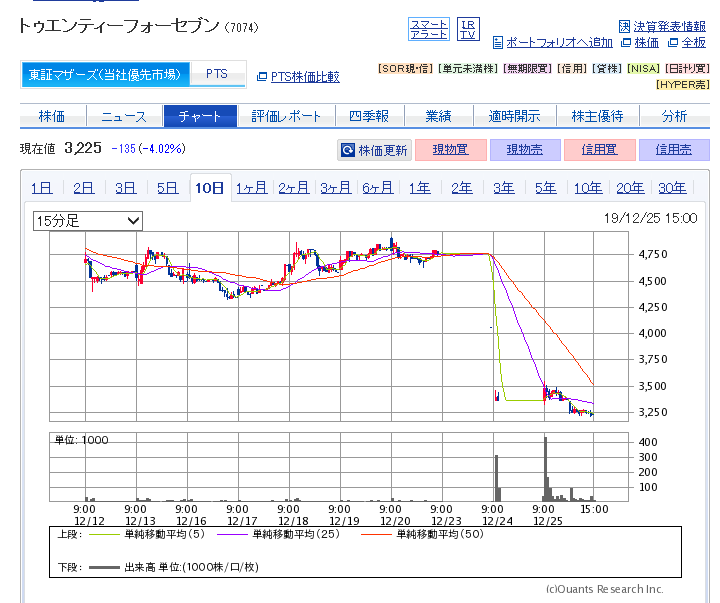 トゥエンティーフォーセブン (7074)
スマートアラート
IRTV
決 決算発表情報
ポートフォリオへ追加 株価 全板
東証マザーズ(当社優先市場) PTS
PTS株価比較
[SOR現・信] [単元未満株] [無期限買] [信用] [貸株] [NISA] [日計り買]
[HYPER売]
株価 ニュース チャート 評価レポート 四季報 業績 適時開示 株主優待 分析
現在値 3,225 -135 (-4.02%)
株価更新 現物買 現物売 信用買 信用売
1日 2日 3日 5日 10日 1ヶ月 2ヶ月 3ヶ月 6ヶ月 1年 2年 3年 5年 10年 20年 30年
15分足
19/12/25 15:00
4,750
4,500
4,250
4,000
3,750
3,500
3,250
単位: 1000
400
300
200
100
9:00 9:00 9:00 9:00 9:00 9:00 9:00 9:00 9:00 9:00 15:00
12/12 12/13 12/16 12/17 12/18 12/19 12/20 12/23 12/24 12/25
上段: 単純移動平均(5) 単純移動平均(25) 単純移動平均(50)
下段: 出来高 単位:(1000株/口/枚)
(c)Quants Research Inc.